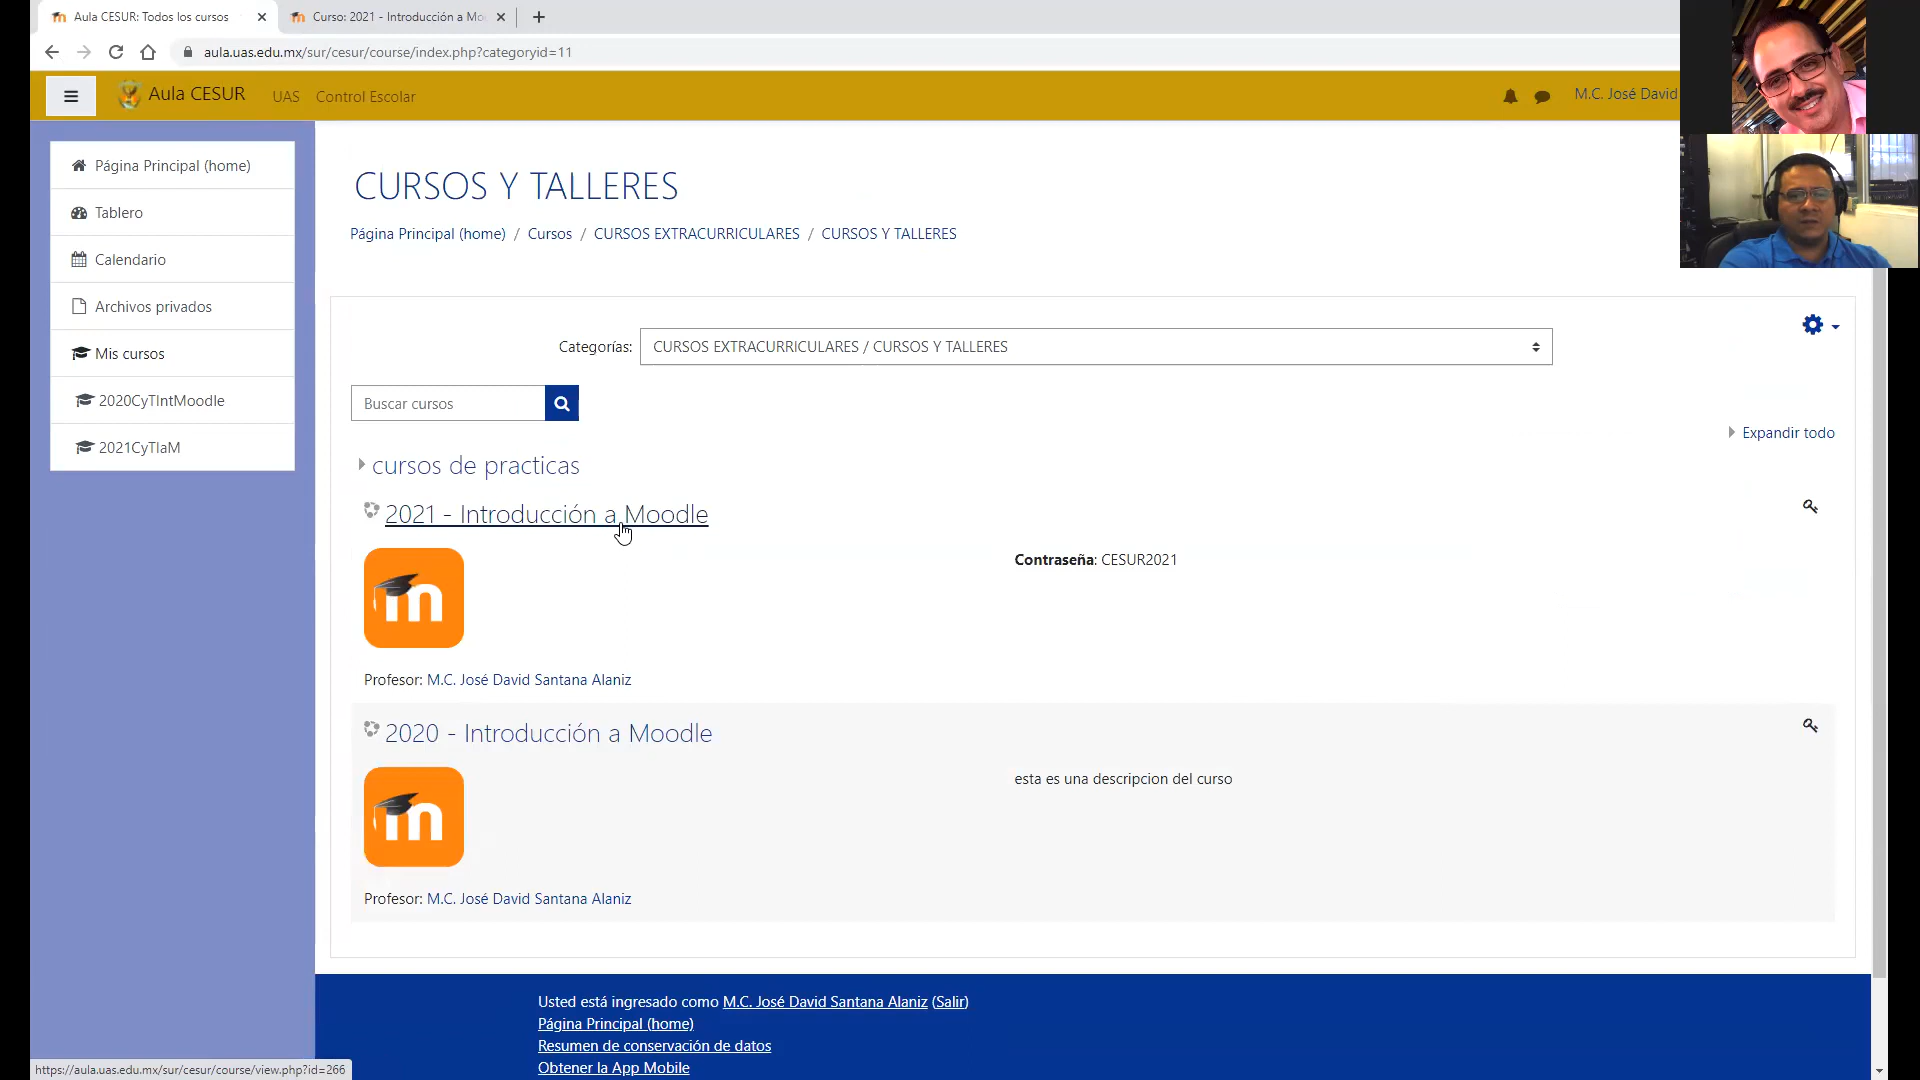 Aula CESUR: Todos los cursos
Curso: 2021 - Introducción a Mo
aula.uas.edu.mx/sur/cesur/course/index.php?categoryid=11
Aula CESUR
UAS
Control Escolar
M.C. José David
Página Principal (home)
Tablero
Calendario
Archivos privados
Mis cursos
2020CyTIntMoodle
2021CyTIaM
CURSOS Y TALLERES
Página Principal (home) / Cursos / CURSOS EXTRACURRICULARES / CURSOS Y TALLERES
Categorías: CURSOS EXTRACURRICULARES / CURSOS Y TALLERES
Buscar cursos
Expandir todo
cursos de practicas
2021 - Introducción a Moodle
m
Contraseña: CESUR2021
Profesor: M.C. José David Santana Alaniz
2020 - Introducción a Moodle
m
esta es una descripcion del curso
Profesor: M.C. José David Santana Alaniz
Usted está ingresado como M.C. José David Santana Alaniz (Salir)
Página Principal (home)
Resumen de conservación de datos
Obtener la App Mobile
https://aula.uas.edu.mx/sur/cesur/course/view.php?id=266